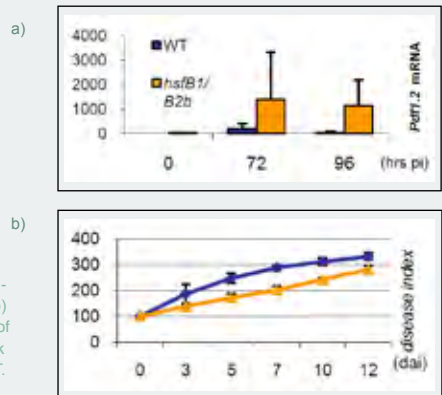 a)
4000
3000
2000
1000
0
WT
hsfB1/
B2b
Pdf1.2 mRNA
0 72 96 (hrs pi)
b)
400
300
200
100
0
disease index
0 3 5 7 10 12 (dai)
of